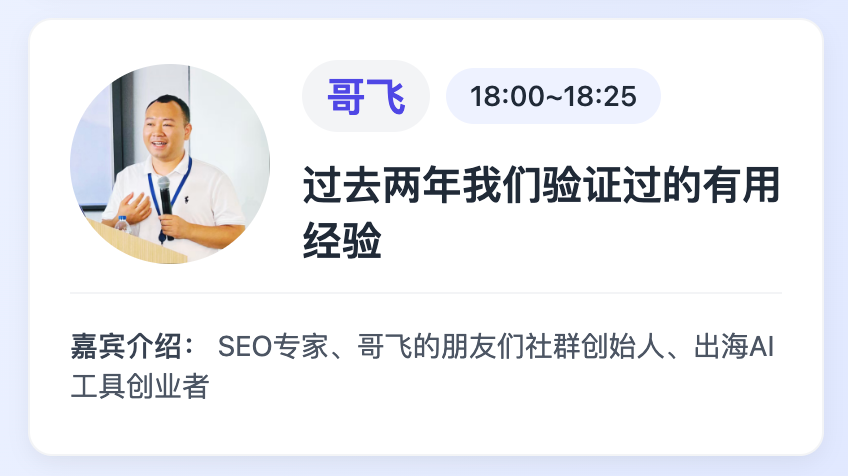 哥飞
18:00~18:25
过去两年我们验证过的有用
经验
嘉宾介绍： SEO专家、哥飞的朋友们社群创始人、出海AI
工具创业者